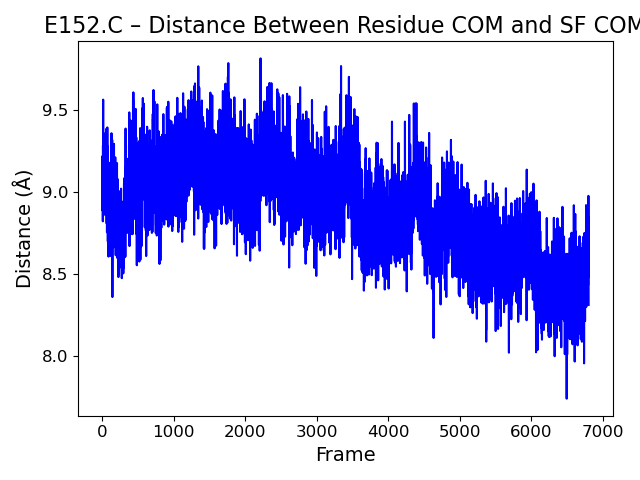 E152.C – Distance Between Residue COM and SF COM
9.5
9.0
8.5
8.0
Distance (Å)
0 1000 2000 3000 4000 5000 6000 7000
Frame